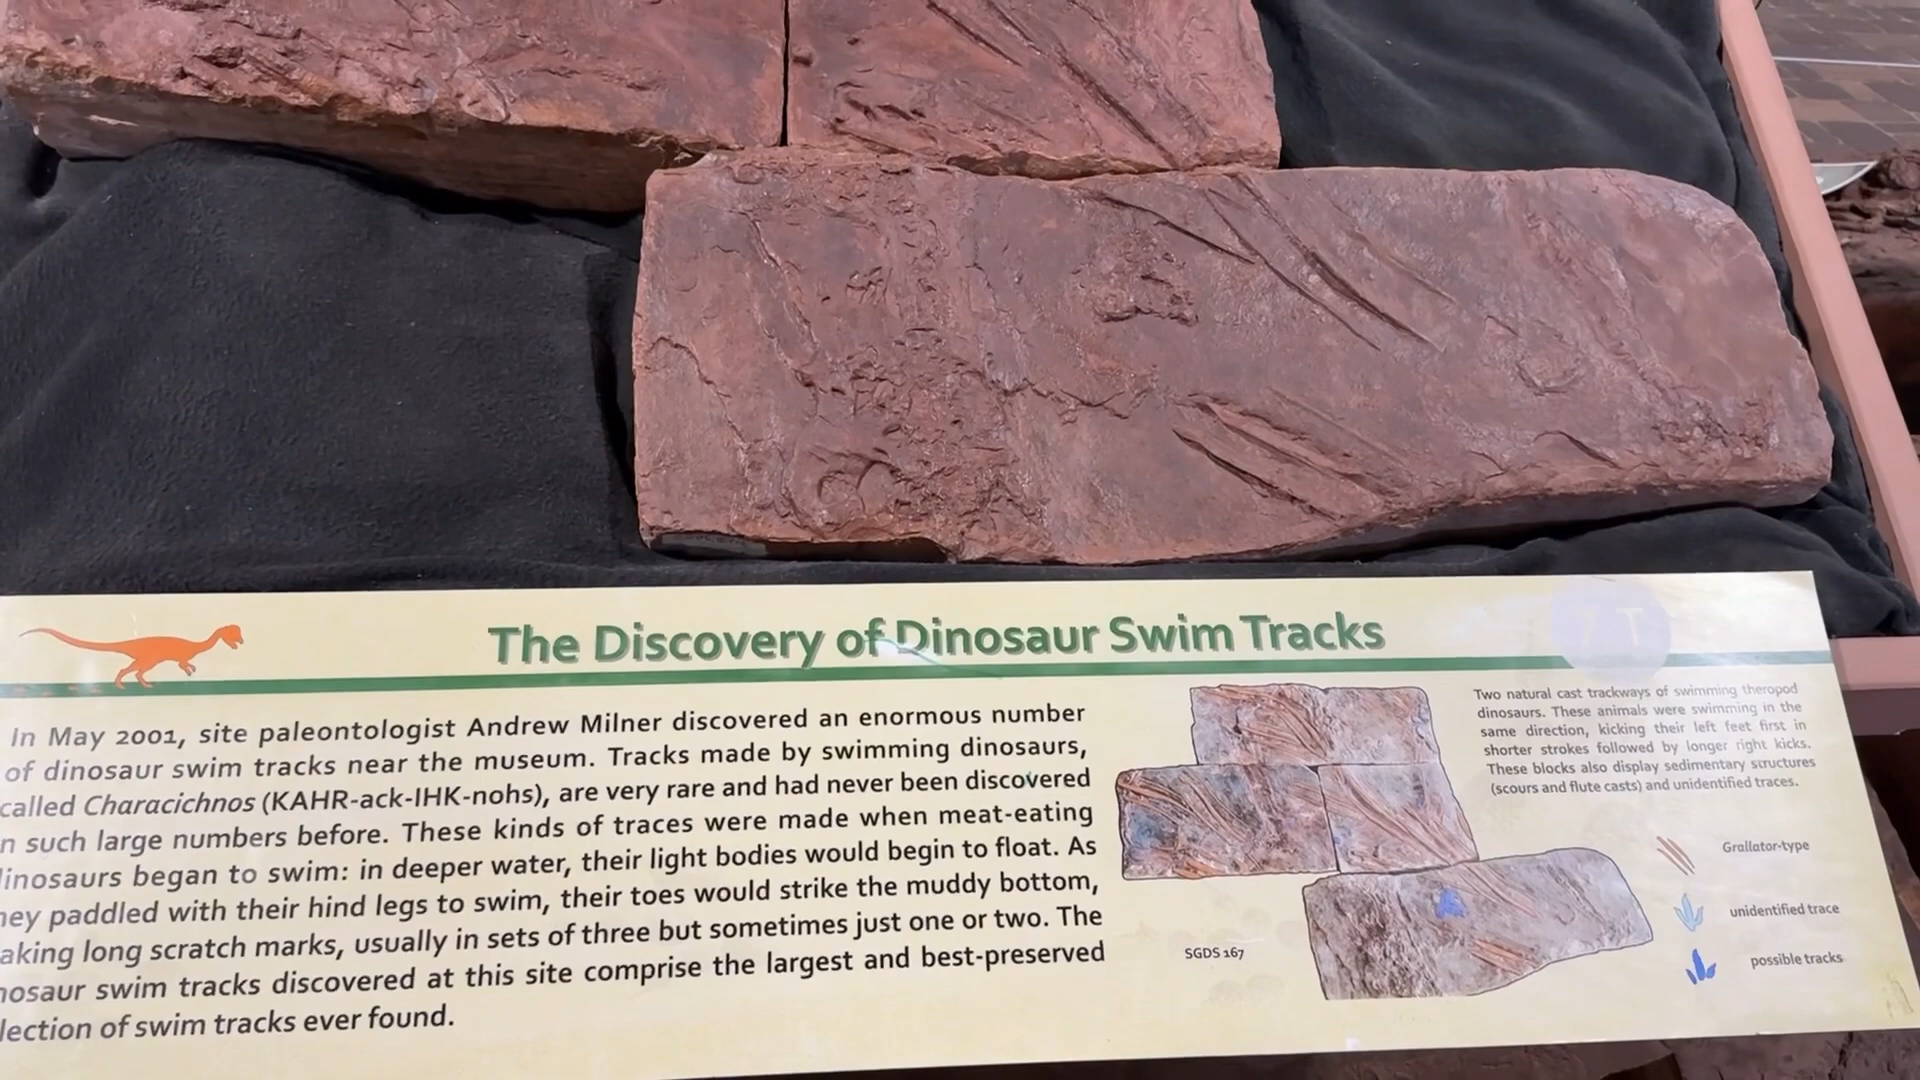 The Discovery of Dinosaur Swim Tracks
In May 2001, site paleontologist Andrew Milner discovered an enormous number
of dinosaur swim tracks near the museum. Tracks made by swimming dinosaurs,
called Characichnos (KAHR-ack-IHK-nohs), are very rare and had never been discovered
n such large numbers before. These kinds of traces were made when meat-eating
linosaurs began to swim: in deeper water, their light bodies would begin to float. As
hey paddled with their hind legs to swim, their toes would strike the muddy bottom,
aking long scratch marks, usually in sets of three but sometimes just one or two. The
nosaur swim tracks discovered at this site comprise the largest and best-preserved
lection of swim tracks ever found.
Two natural cast trackways of swimming theropod
dinosaurs. These animals were swimming in the
same direction, kicking their left feet first in
shorter strokes followed by longer right kicks.
These blocks also display sedimentary structures
(scours and flute casts) and unidentified traces.
Grallator-type
unidentified trace
possible tracks
SGDS 167